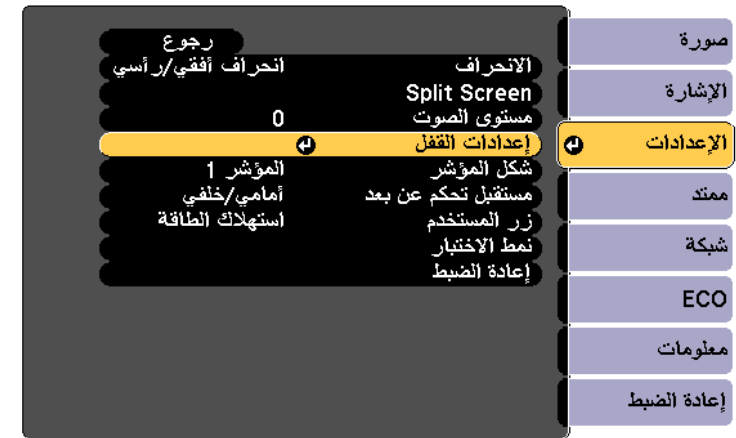 صورة
الإشارة
الإعدادات
ممتد
شبكة
ECO
معلومات
إعادة الضبط
رجوع
الانحراف انحراف أفقي/رأسي
Split Screen
مستوى الصوت 0
إعدادات القفل
شكل المؤشر المؤشر 1
مستقبل تحكم عن بعد أمامي/خلفي
زر المستخدم استهلاك الطاقة
نمط الاختبار
إعادة الضبط